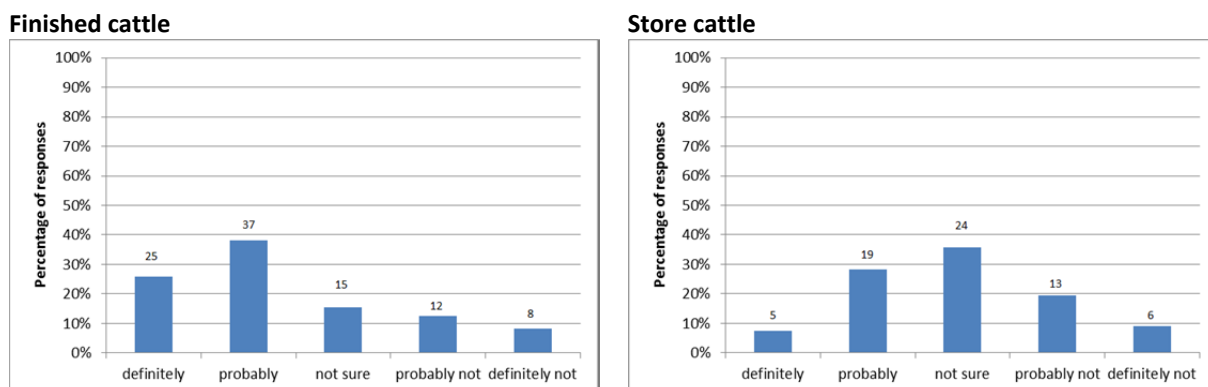 Finished cattle
100%
90%
80%
70%
60%
50%
40%
30%
20%
10%
0%
Percentage of responses
25
37
15
12
8
definitely
probably
not sure
probably not
definitely not
Store cattle
100%
90%
80%
70%
60%
50%
40%
30%
20%
10%
0%
Percentage of responses
5
19
24
13
6
definitely
probably
not sure
probably not
definitely not